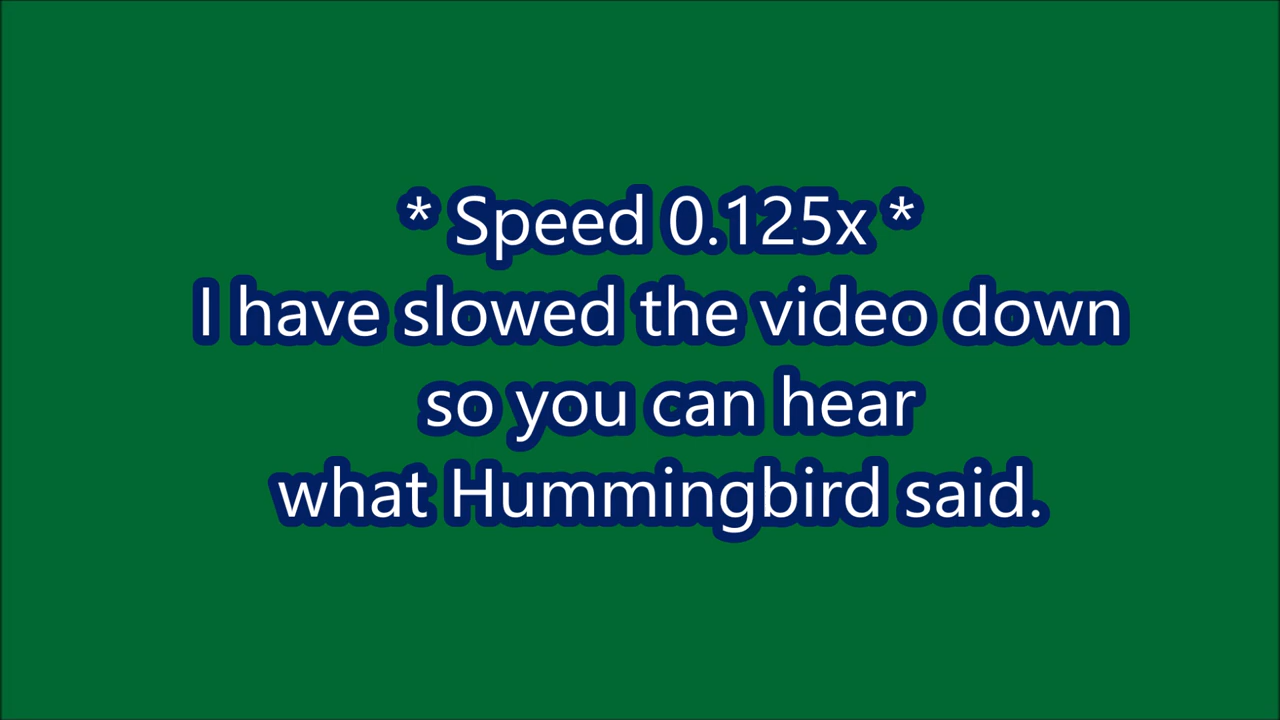 * Speed 0.125x *
I have slowed the video down
so you can hear
what Hummingbird said.